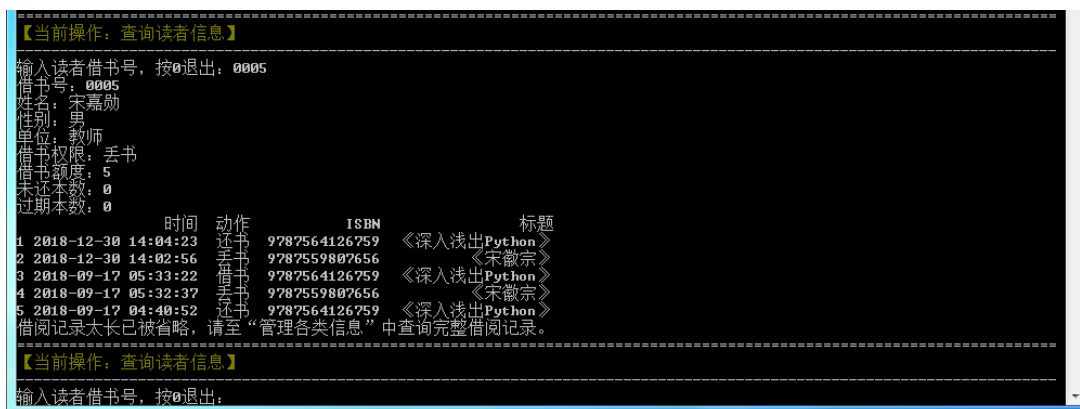 【当前操作：查询读者信息】
输入读者借书号，按0退出：0005
借书号：0005
姓名：宋嘉勋
性别：男
单位：教师
借书权限：丢书
借书额度：5
未还本数：0
过期本数：0
时间 动作 ISBN 标题
1 2018-12-30 14:04:23 还书 9787564126759 《深入浅出Python》
2 2018-12-30 14:02:56 丢书 9787559807656 《宋徽宗》
3 2018-09-17 05:33:22 借书 9787564126759 《深入浅出Python》
4 2018-09-17 05:32:37 丢书 9787559807656 《宋徽宗》
5 2018-09-17 04:40:52 还书 9787564126759 《深入浅出Python》
借阅记录太长已被省略，请至“管理各类信息”中查询完整借阅记录。
【当前操作：查询读者信息】
输入读者借书号，按0退出：